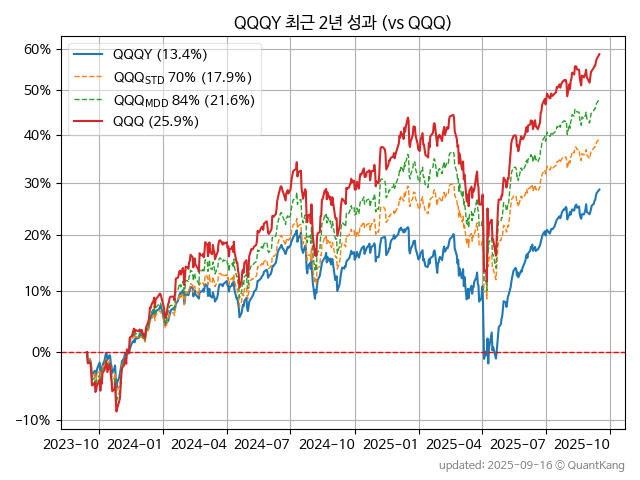 QQQY 최근 2년 성과 (vs QQQ)
60%
50%
40%
30%
20%
10%
0%
−10%
QQQY (13.4%)
QQQSTD 70% (17.9%)
QQQMDD 84% (21.6%)
QQQ (25.9%)
2023-10 2024-01 2024-04 2024-07 2024-10 2025-01 2025-04 2025-07 2025-10
updated: 2025-09-16 © QuantKang